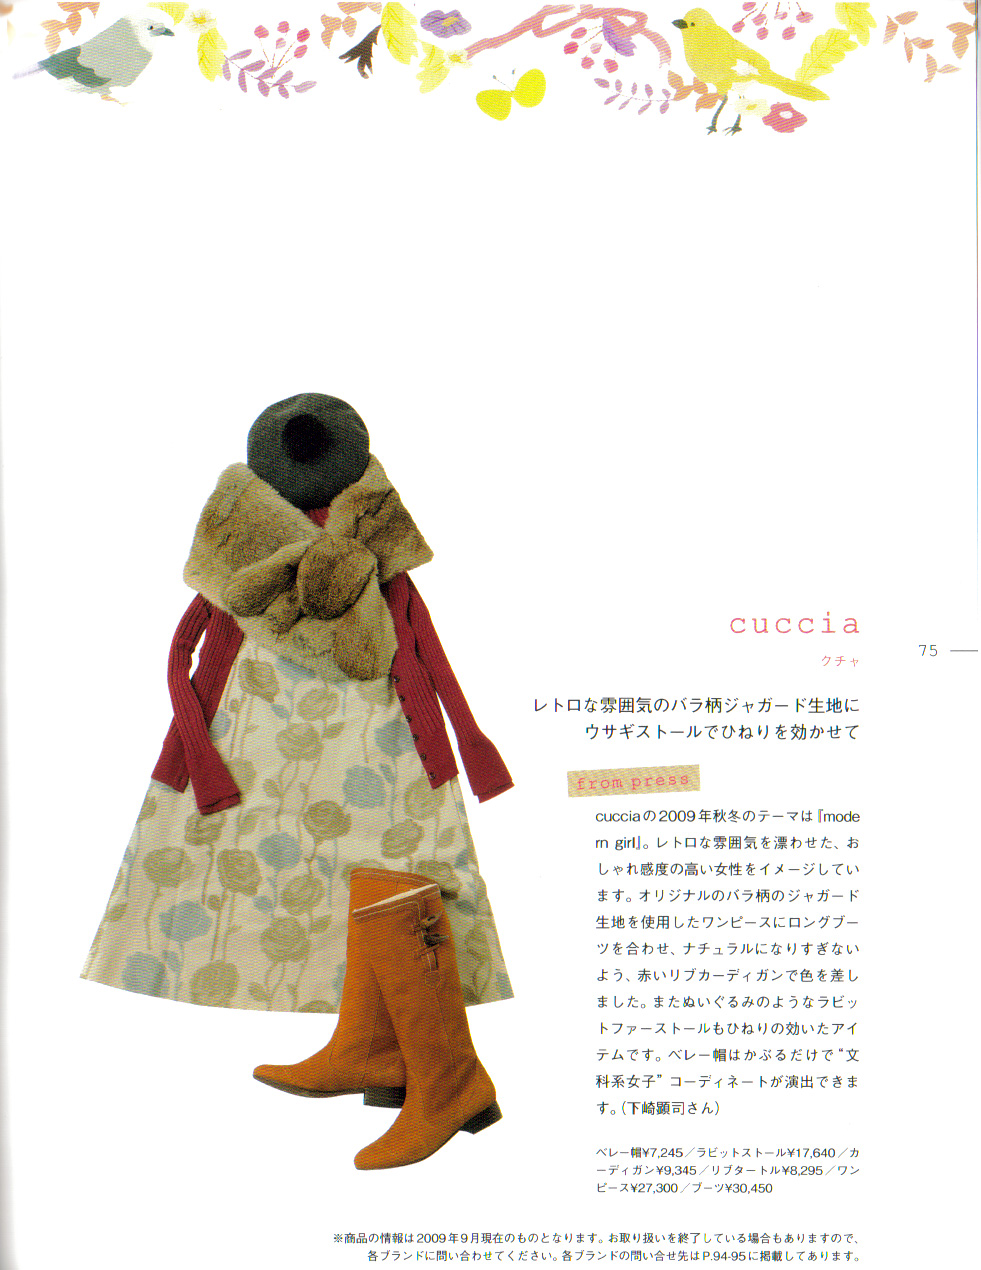 cuccia
クチャ
75
レトロな雰囲気のバラ柄ジャガード生地に
ウサギストールでひねりを効かせて
from press
cucciaの2009年秋冬のテーマは『mode
rn girl』。レトロな雰囲気を漂わせた、お
しゃれ感度の高い女性をイメージしてい
ます。オリジナルのバラ柄のジャガード
生地を使用したワンピースにロングブー
ツを合わせ、ナチュラルになりすぎない
よう、赤いリブカーディガンで色を差し
ました。またぬいぐるみのようなラビッ
トファーストールもひねりの効いたアイ
テムです。ベレー帽はかぶるだけで“文
科系女子” コーディネートが演出できま
す。(下崎顕司さん)
ベレー帽¥7,245／ラビットストール¥17,640／カ
ーディガン¥9,345／リブタートル¥8,295／ワン
ピース¥27,300／ブーツ¥30,450
※商品の情報は2009年9月現在のものとなります。お取り扱いを終了している場合もありますので、
各ブランドに問い合わせてください。各ブランドの問い合せ先はP.94-95に掲載してあります。